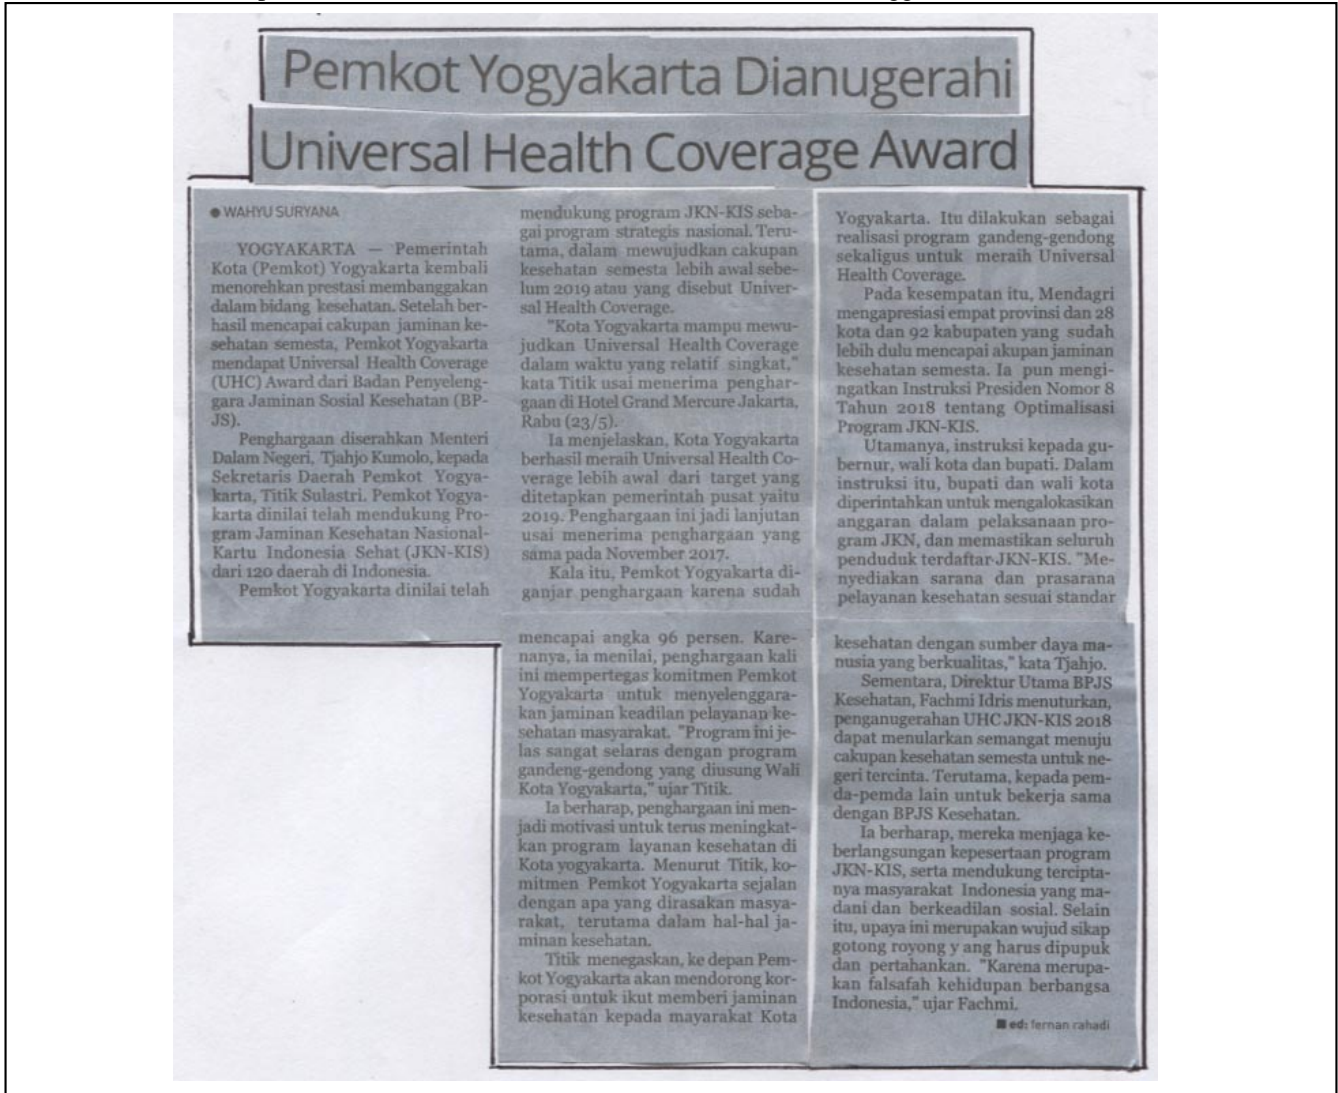 Pemkot Yogyakarta Dianugerahi
Universal Health Coverage Award
● WAHYU SURYANA
YOGYAKARTA — Pemerintah
Kota (Pemkot) Yogyakarta kembali
menorehkan prestasi membanggakan
dalam bidang kesehatan. Setelah ber-
hasil mencapai cakupan jaminan ke-
sehatan semesta, Pemkot Yogyakarta
mendapat Universal Health Coverage
(UHC) Award dari Badan Penyeleng-
gara Jaminan Sosial Kesehatan (BP-
JS).
Penghargaan diserahkan Menteri
Dalam Negeri, Tjahjo Kumolo, kepada
Sekretaris Daerah Pemkot Yogya-
karta, Titik Sulastri. Pemkot Yogya-
karta dinilai telah mendukung Pro-
gram Jaminan Kesehatan Nasional-
Kartu Indonesia Sehat (JKN-KIS)
dari 120 daerah di Indonesia.
Pemkot Yogyakarta dinilai telah
mendukung program JKN-KIS seba-
gai program strategis nasional. Teru-
tama, dalam mewujudkan cakupan
kesehatan semesta lebih awal sebe-
lum 2019 atau yang disebut Univer-
sal Health Coverage.
"Kota Yogyakarta mampu mewu-
judkan Universal Health Coverage
dalam waktu yang relatif singkat,"
kata Titik usai menerima penghar-
gaan di Hotel Grand Mercure Jakarta,
Rabu (23/5).
Ia menjelaskan, Kota Yogyakarta
berhasil meraih Universal Health Co-
verage lebih awal dari target yang
ditetapkan pemerintah pusat yaitu
2019. Penghargaan ini jadi lanjutan
usai menerima penghargaan yang
sama pada November 2017.
Kala itu, Pemkot Yogyakarta di-
ganjar penghargaan karena sudah
mencapai angka 96 persen. Kare-
nanya, ia menilai, penghargaan kali
ini mempertegas komitmen Pemkot
Yogyakarta untuk menyelenggara-
kan jaminan keadilan pelayanan ke-
sehatan masyarakat. "Program ini je-
las sangat selaras dengan program
gandeng-gendong yang diusung Wali
Kota Yogyakarta," ujar Titik.
Ia berharap, penghargaan ini men-
jadi motivasi untuk terus meningkat-
kan program layanan kesehatan di
Kota yogyakarta. Menurut Titik, ko-
mitmen Pemkot Yogyakarta sejalan
dengan apa yang dirasakan masya-
rakat, terutama dalam hal-hal ja-
minan kesehatan.
Titik menegaskan, ke depan Pem-
kot Yogyakarta akan mendorong kor-
porasi untuk ikut memberi jaminan
kesehatan kepada mayarakat Kota
Yogyakarta. Itu dilakukan sebagai
realisasi program gandeng-gendong
sekaligus untuk meraih Universal
Health Coverage.
Pada kesempatan itu, Mendagri
mengapresiasi empat provinsi dan 28
kota dan 92 kabupaten yang sudah
lebih dulu mencapai akupan jaminan
kesehatan semesta. Ia pun mengi-
ngatkan Instruksi Presiden Nomor 8
Tahun 2018 tentang Optimalisasi
Program JKN-KIS.
Utamanya, instruksi kepada gu-
bernur, wali kota dan bupati. Dalam
instruksi itu, bupati dan wali kota
diperintahkan untuk mengalokasikan
anggaran dalam pelaksanaan pro-
gram JKN, dan memastikan seluruh
penduduk terdaftar JKN-KIS. "Me-
nyediakan sarana dan prasarana
pelayanan kesehatan sesuai standar
kesehatan dengan sumber daya ma-
nusia yang berkualitas," kata Tjahjo.
Sementara, Direktur Utama BPJS
Kesehatan, Fachmi Idris menuturkan,
penganugerahan UHC JKN-KIS 2018
dapat menularkan semangat menuju
cakupan kesehatan semesta untuk ne-
geri tercinta. Terutama, kepada pem-
da-pemda lain untuk bekerja sama
dengan BPJS Kesehatan.
Ia berharap, mereka menjaga ke-
berlangsungan kepesertaan program
JKN-KIS, serta mendukung tercipta-
nya masyarakat Indonesia yang ma-
dani dan berkeadilan sosial. Selain
itu, upaya ini merupakan wujud sikap
gotong royong y ang harus dipupuk
dan pertahankan. "Karena merupa-
kan falsafah kehidupan berbangsa
Indonesia," ujar Fachmi.
■ ed: fernan rahadi